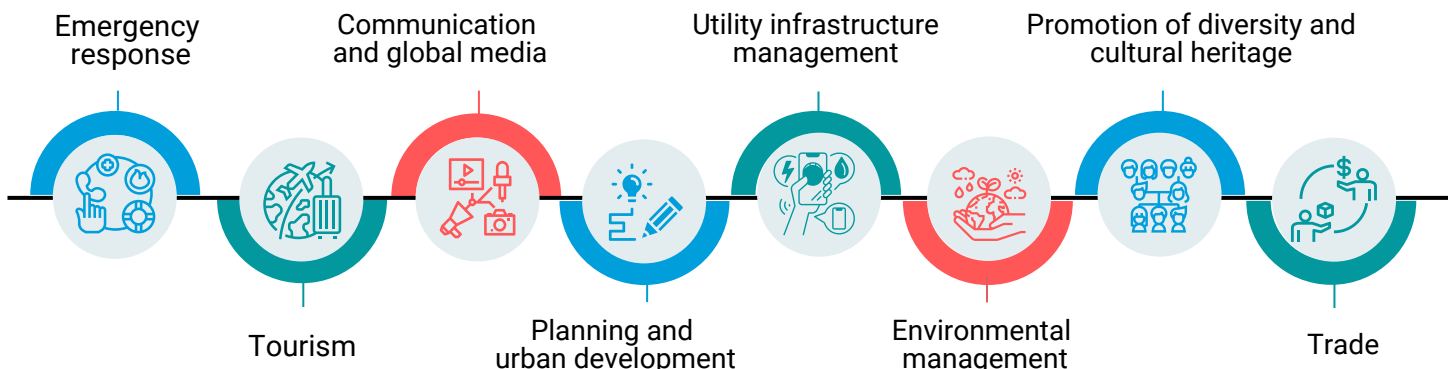 Emergency
response
Communication
and global media
Utility infrastructure
management
Promotion of diversity and
cultural heritage
$
Tourism
Planning and
urban development
Environmental
management
Trade